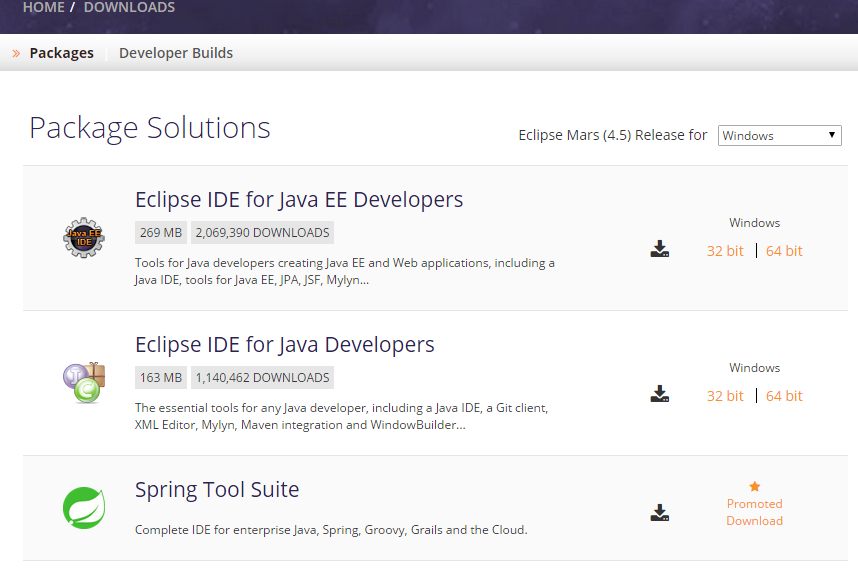 HOME / DOWNLOADS
» Packages Developer Builds
Package Solutions
Eclipse Mars (4.5) Release for Windows
Eclipse IDE for Java EE Developers
269 MB 2,069,390 DOWNLOADS
Java EE
IDE
Windows
Tools for Java developers creating Java EE and Web applications, including a
Java IDE, tools for Java EE, JPA, JSF, Mylyn...
32 bit | 64 bit
Eclipse IDE for Java Developers
163 MB 1,140,462 DOWNLOADS
J
C
Windows
The essential tools for any Java developer, including a Java IDE, a Git client,
XML Editor, Mylyn, Maven integration and WindowBuilder...
32 bit | 64 bit
Spring Tool Suite
Complete IDE for enterprise Java, Spring, Groovy, Grails and the Cloud.
Promoted
Download